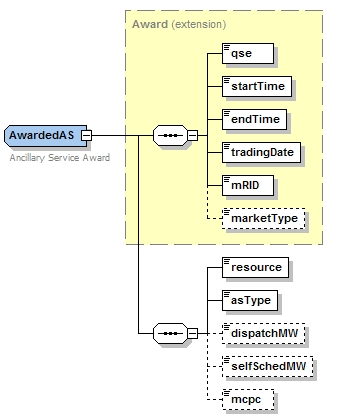 Award (extension)
qse
startTime
endTime
tradingDate
mRID
marketType
AwardedAS
Ancillary Service Award
resource
asType
dispatchMW
selfSchedMW
mcpc